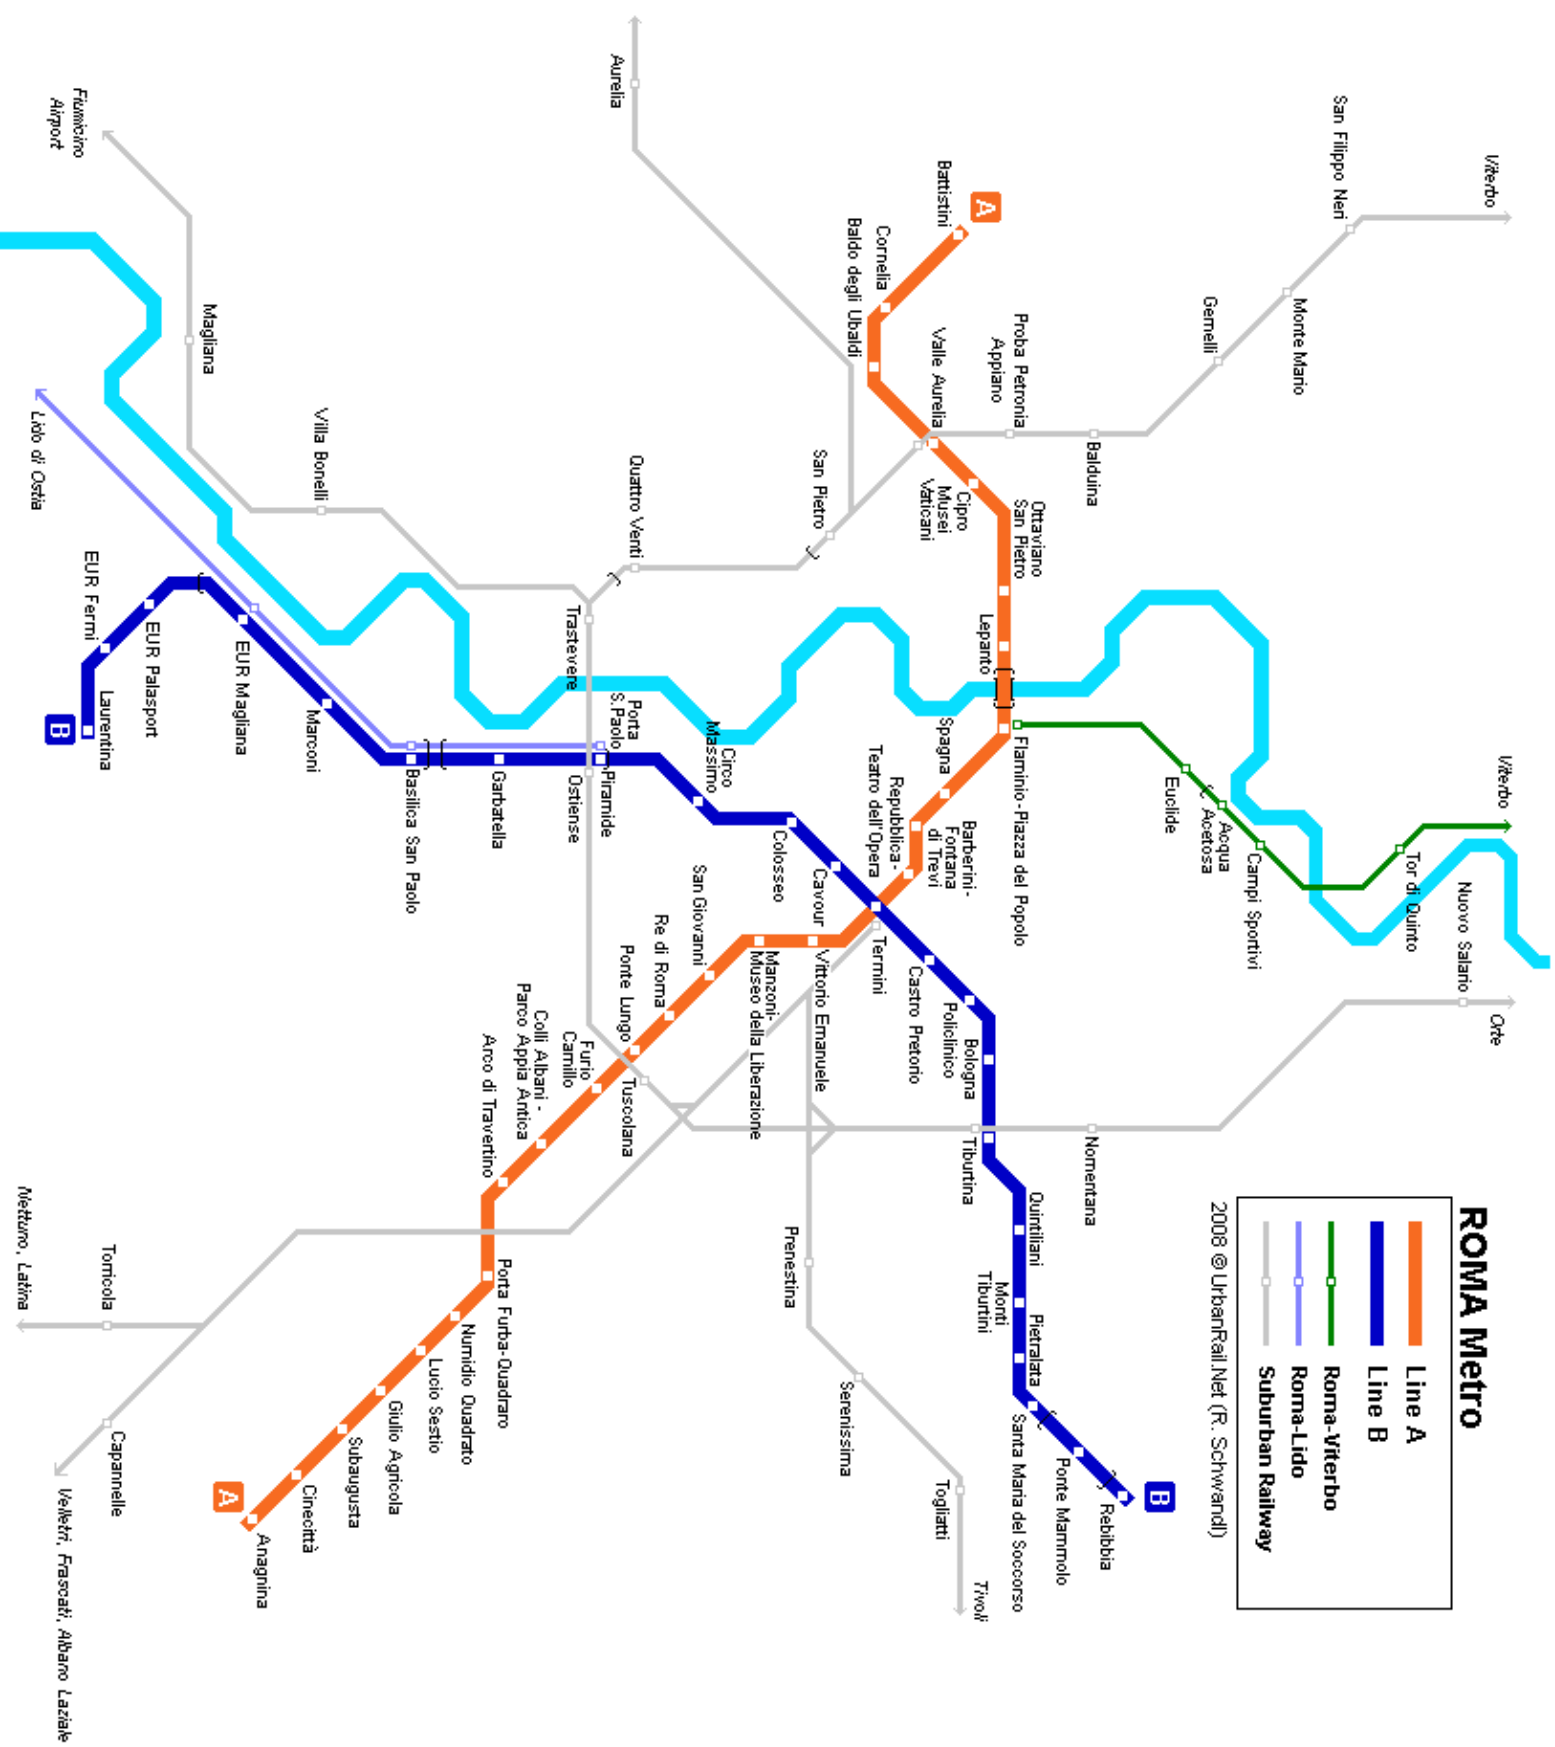 ROMA Metro
Line A
Line B
Roma-Viterbo
Roma-Lido
Suburban Railway
2008 @ UrbanRail.Net (R. Schwandl)
Viterbo
San Filippo Neri
Monte Mario
Gemelli
Balduina
Proba Petronia
Appiano
Valle Aurelia
A
Battistini
Cornelia
Baldo degli Ubaldi
Cipro
Musei
Vaticani
Ottaviano
San Pietro
Lepanto
Flaminio-Piazza del Popolo
Spagna
Barberini-
Fontana
di Trevi
Repubblica-
Teatro dell'Opera
Termini
Vittorio Emanuele
Manzoni-
Museo della Liberazione
San Giovanni
Re di Roma
Ponte Lungo
Furio
Camillo
Colli Albani -
Parco Appia Antica
Arco di Travertino
Porta Furba-Quadraro
Numidio Quadrato
Lucio Sestio
Giulio Agricola
Subaugusta
Cinecittà
Anagnina
A
Viterbo
Tor di Quinto
Campi Sportivi
Acqua
Acetosa
Euclide
Orte
Nuovo Salario
Nomentana
Tiburtina
Tuscolana
B
Rebibbia
Ponte Mammolo
Santa Maria del Soccorso
Pietralata
Monti
Tiburtini
Quintiliani
Bologna
Policlinico
Castro Pretorio
Cavour
Colosseo
Circo
Massimo
Piramide
Porta
S.Paolo
Ostiense
Garbatella
Basilica San Paolo
Marconi
EUR Magliana
EUR Palasport
EUR Fermi
Laurentina
B
Aurelia
San Pietro
Quattro Venti
Trastevere
Villa Bonelli
Magliana
Fiumicino
Airport
Lido di Ostia
Prenestina
Serenissima
Togliatti
Tivoli
Torricola
Nettuno, Latina
Capannelle
Velletri, Frascati, Albano Laziale